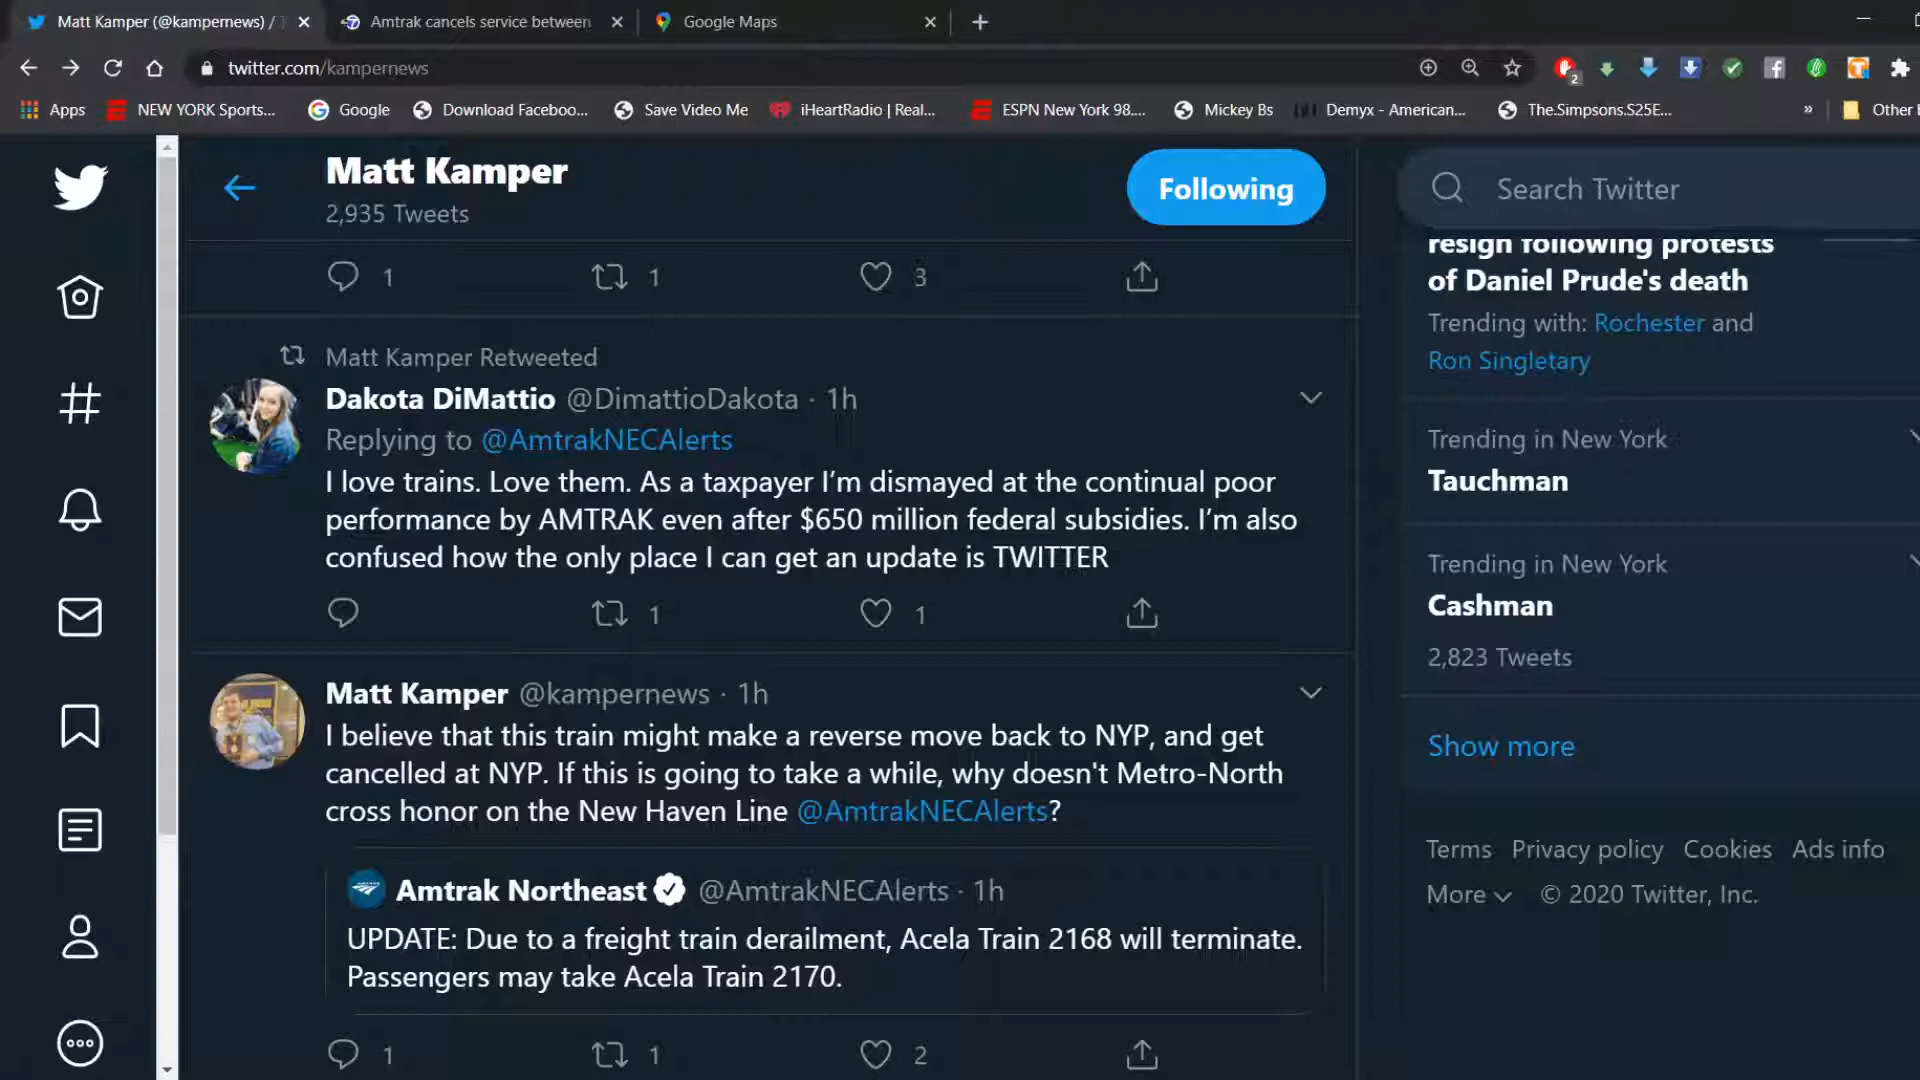 Matt Kamper (@kampernews) /
Amtrak cancels service between
Google Maps
twitter.com/kampernews
2
Apps
NEW YORK Sports...
Google
Download Faceboo...
Save Video Me
iHeartRadio | Real...
ESPN New York 98....
Mickey Bs
Demyx - American...
The.Simpsons.S25E...
»
Other
Matt Kamper
2,935 Tweets
Following
Search Twitter
1
1
3
Matt Kamper Retweeted
Dakota DiMattio @DimattioDakota · 1h
Replying to @AmtrakNECAlerts
I love trains. Love them. As a taxpayer I’m dismayed at the continual poor
performance by AMTRAK even after $650 million federal subsidies. I’m also
confused how the only place I can get an update is TWITTER
1
1
Matt Kamper @kampernews · 1h
I believe that this train might make a reverse move back to NYP, and get
cancelled at NYP. If this is going to take a while, why doesn't Metro-North
cross honor on the New Haven Line @AmtrakNECAlerts?
Amtrak Northeast @AmtrakNECAlerts · 1h
UPDATE: Due to a freight train derailment, Acela Train 2168 will terminate.
Passengers may take Acela Train 2170.
1
1
2
resign following protests
of Daniel Prude's death
Trending with: Rochester and
Ron Singletary
Trending in New York
Tauchman
Trending in New York
Cashman
2,823 Tweets
Show more
Terms Privacy policy Cookies Ads info
More © 2020 Twitter, Inc.